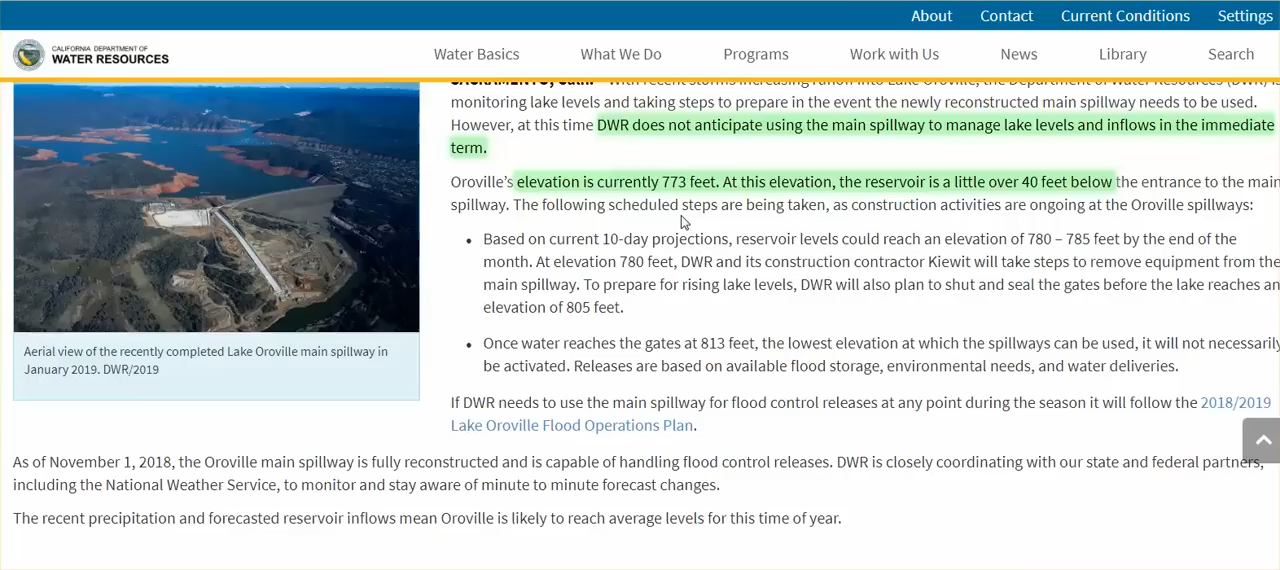 About Contact Current Conditions Settings
CALIFORNIA DEPARTMENT OF
WATER RESOURCES
Water Basics What We Do Programs Work with Us News Library Search
monitoring lake levels and taking steps to prepare in the event the newly reconstructed main spillway needs to be used.
However, at this time DWR does not anticipate using the main spillway to manage lake levels and inflows in the immediate
term.
Oroville's elevation is currently 773 feet. At this elevation, the reservoir is a little over 40 feet below the entrance to the main
spillway. The following scheduled steps are being taken, as construction activities are ongoing at the Oroville spillways:
• Based on current 10-day projections, reservoir levels could reach an elevation of 780 – 785 feet by the end of the
month. At elevation 780 feet, DWR and its construction contractor Kiewit will take steps to remove equipment from the
main spillway. To prepare for rising lake levels, DWR will also plan to shut and seal the gates before the lake reaches an
elevation of 805 feet.
• Once water reaches the gates at 813 feet, the lowest elevation at which the spillways can be used, it will not necessarily
be activated. Releases are based on available flood storage, environmental needs, and water deliveries.
If DWR needs to use the main spillway for flood control releases at any point during the season it will follow the 2018/2019
Lake Oroville Flood Operations Plan.
Aerial view of the recently completed Lake Oroville main spillway in
January 2019. DWR/2019
As of November 1, 2018, the Oroville main spillway is fully reconstructed and is capable of handling flood control releases. DWR is closely coordinating with our state and federal partners,
including the National Weather Service, to monitor and stay aware of minute to minute forecast changes.
The recent precipitation and forecasted reservoir inflows mean Oroville is likely to reach average levels for this time of year.